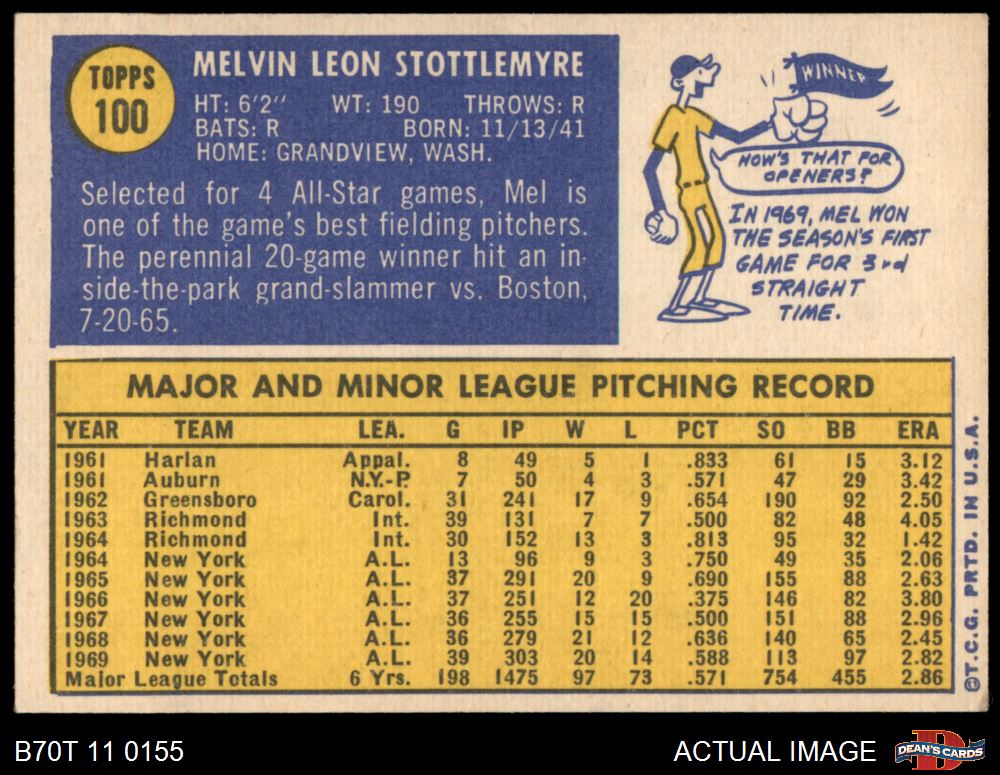 TOPPS
100
MELVIN LEON STOTTLEMYRE
HT: 6'2" WT: 190 THROWS: R
BATS: R BORN: 11/13/41
HOME: GRANDVIEW, WASH.
Selected for 4 All-Star games, Mel is
one of the game's best fielding pitchers.
The perennial 20-game winner hit an in-
side-the-park grand-slammer vs. Boston,
7-20-65.
WINNER
HOW'S THAT FOR
OPENERS?
IN 1969, MEL WON
THE SEASON'S FIRST
GAME FOR 3rd
STRAIGHT
TIME.
MAJOR AND MINOR LEAGUE PITCHING RECORD
YEAR TEAM LEA. G IP W L PCT SO BB ERA
1961 Harlan Appal. 8 49 5 1 .833 61 15 3.12
1961 Auburn N.Y.-P. 7 50 4 3 .571 47 29 3.42
1962 Greensboro Carol. 31 241 17 9 .654 190 92 2.50
1963 Richmond Int. 39 131 7 7 .500 82 48 4.05
1964 Richmond Int. 30 152 13 3 .813 95 32 1.42
1964 New York A.L. 13 96 9 3 .750 49 35 2.06
1965 New York A.L. 37 291 20 9 .690 155 88 2.63
1966 New York A.L. 37 251 12 20 .375 146 82 3.80
1967 New York A.L. 36 255 15 15 .500 151 88 2.96
1968 New York A.L. 36 279 21 12 .636 140 65 2.45
1969 New York A.L. 39 303 20 14 .588 113 97 2.82
Major League Totals 6 Yrs. 198 1475 97 73 .571 754 455 2.86
©T.C.G. PRTD. IN U.S.A.
B70T 11 0155
ACTUAL IMAGE
DEAN'S CARDS